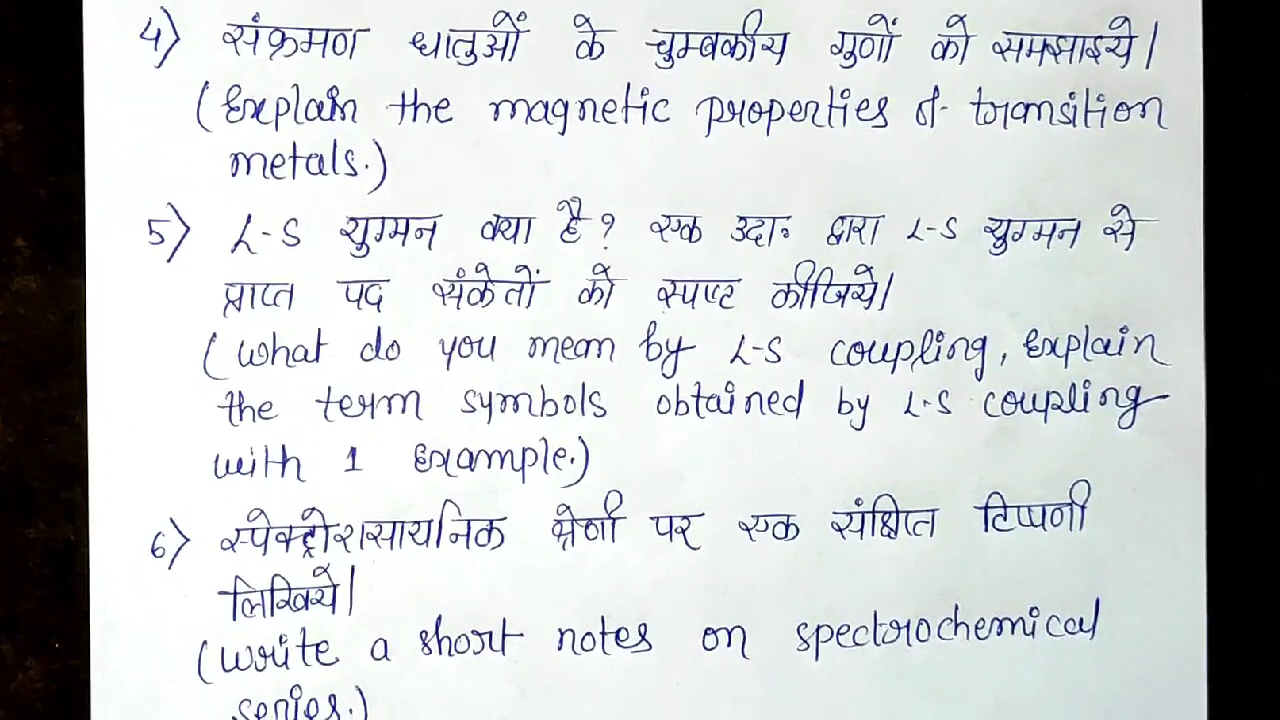 4) संक्रमण धातुओं के चुम्बकीय गुणों को समझाइये।
(Explain the magnetic properties of transition
metals.)
5) L-S युग्मन क्या है? एक उदा॰ द्वारा L-S युग्मन से
प्राप्त पद संकेतों को स्पष्ट कीजिये।
(What do you mean by L-S coupling, Explain
the term symbols obtained by L-S coupling
with 1 Example.)
6) स्पेक्ट्रोरासायनिक श्रेणी पर एक संक्षिप्त टिप्पणी
लिखिये।
(Write a short notes on spectrochemical
series.)